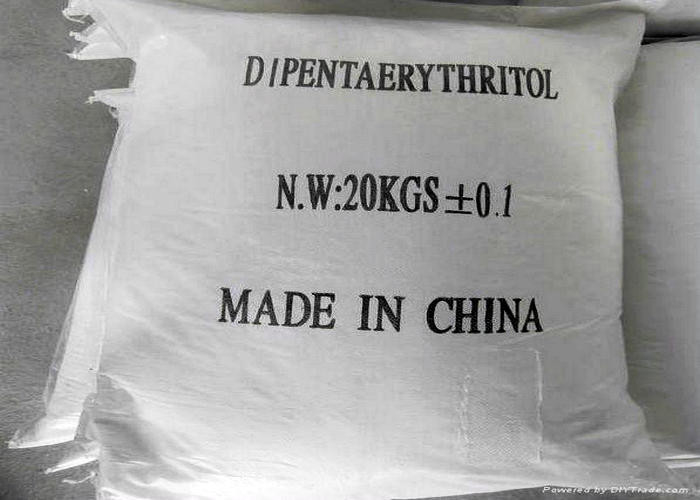 DIPENTAERYTHRITOL
N.W:20KGS±0.1
MADE IN CHINA
Powered by DIYTrade.com